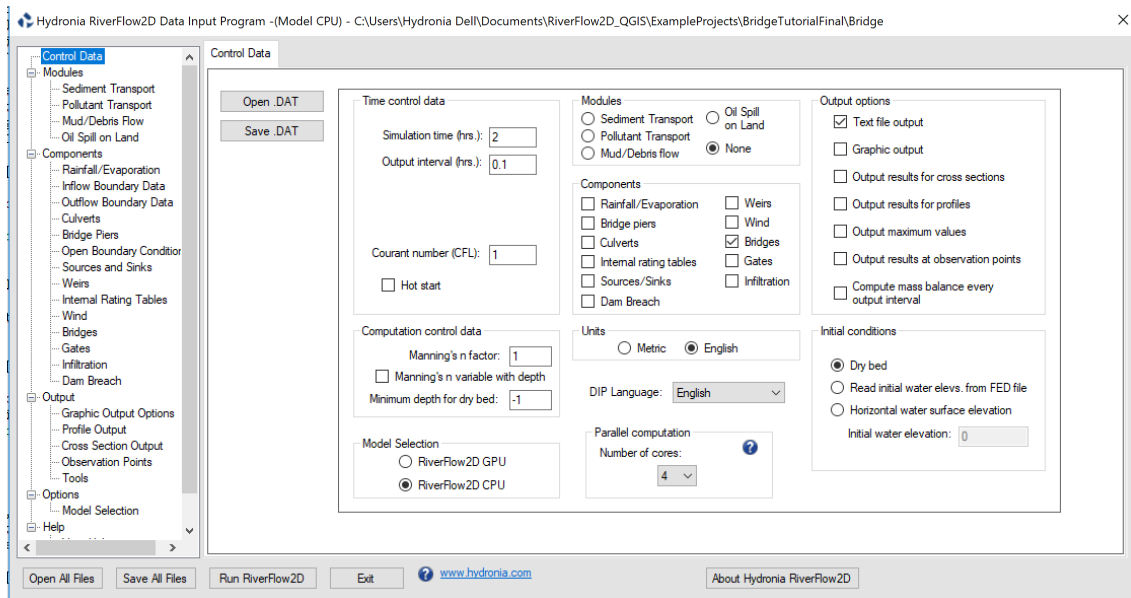 Hydronia RiverFlow2D Data Input Program -(Model CPU) - C:\Users\Hydronia Dell\Documents\RiverFlow2D_QGIS\ExampleProjects\BridgeTutorialFinal\Bridge
Control Data
Modules
Sediment Transport
Pollutant Transport
Mud/Debris Flow
Oil Spill on Land
Components
Rainfall/Evaporation
Inflow Boundary Data
Outflow Boundary Data
Culverts
Bridge Piers
Open Boundary Condition
Sources and Sinks
Weirs
Internal Rating Tables
Wind
Bridges
Gates
Infiltration
Dam Breach
Output
Graphic Output Options
Profile Output
Cross Section Output
Observation Points
Tools
Options
Model Selection
Help
Control Data
Open .DAT
Save .DAT
Time control data
Simulation time (hrs.): 2
Output interval (hrs.): 0.1
Courant number (CFL): 1
Hot start
Computation control data
Manning's n factor: 1
Manning's n variable with depth
Minimum depth for dry bed: -1
Model Selection
RiverFlow2D GPU
RiverFlow2D CPU
Modules
Sediment Transport
Pollutant Transport
Mud/Debris flow
Oil Spill
on Land
None
Components
Rainfall/Evaporation
Bridge piers
Culverts
Internal rating tables
Sources/Sinks
Dam Breach
Weirs
Wind
Bridges
Gates
Infiltration
Units
Metric English
DIP Language: English
Parallel computation
Number of cores:
4
Output options
Text file output
Graphic output
Output results for cross sections
Output results for profiles
Output maximum values
Output results at observation points
Compute mass balance every
output interval
Initial conditions
Dry bed
Read initial water elevs. from FED file
Horizontal water surface elevation
Initial water elevation: 0
Open All Files
Save All Files
Run RiverFlow2D
Exit
www.hydronia.com
About Hydronia RiverFlow2D